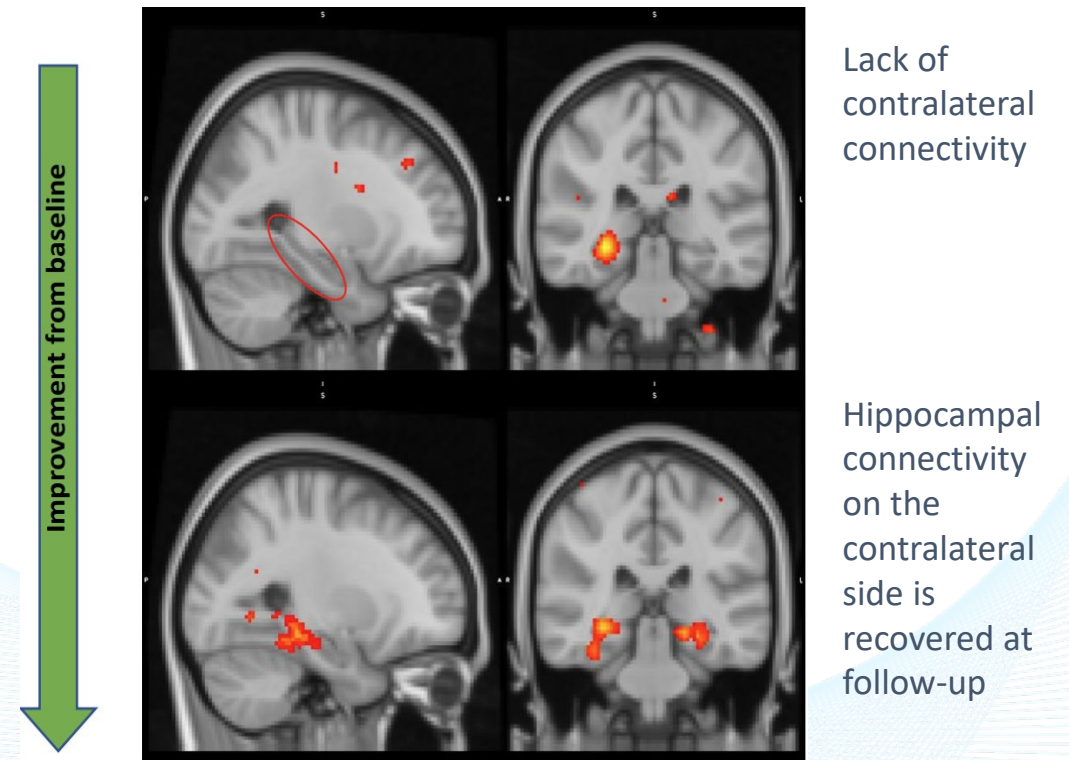 Improvement from baseline
S
S
P
A R
L
Lack of
contralateral
connectivity
I
S
I
S
P
A R
L
Hippocampal
connectivity
on the
contralateral
side is
recovered at
follow-up